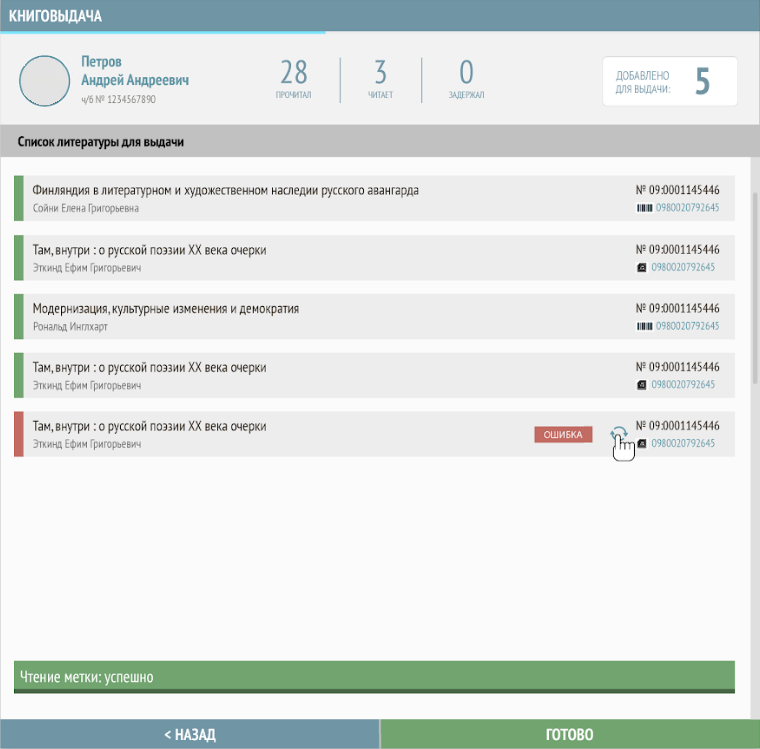 КНИГОВЫДАЧА
Петров
Андрей Андреевич
ч/б № 1234567890
28
ПРОЧИТАЛ
3
ЧИТАЕТ
0
ЗАДЕРЖАЛ
ДОБАВЛЕНО
ДЛЯ ВЫДАЧИ:
5
Список литературы для выдачи
Финляндия в литературном и художественном наследии русского авангарда
№ 09:0001145446
Сойни Елена Григорьевна
0980020792645
Там, внутри : о русской поэзии XX века очерки
№ 09:0001145446
Эткинд Ефим Григорьевич
0980020792645
Модернизация, культурные изменения и демократия
№ 09:0001145446
Рональд Инглхарт
0980020792645
Там, внутри : о русской поэзии XX века очерки
№ 09:0001145446
Эткинд Ефим Григорьевич
0980020792645
Там, внутри : о русской поэзии XX века очерки
ОШИБКА
№ 09:0001145446
Эткинд Ефим Григорьевич
0980020792645
Чтение метки: успешно
< НАЗАД
ГОТОВО